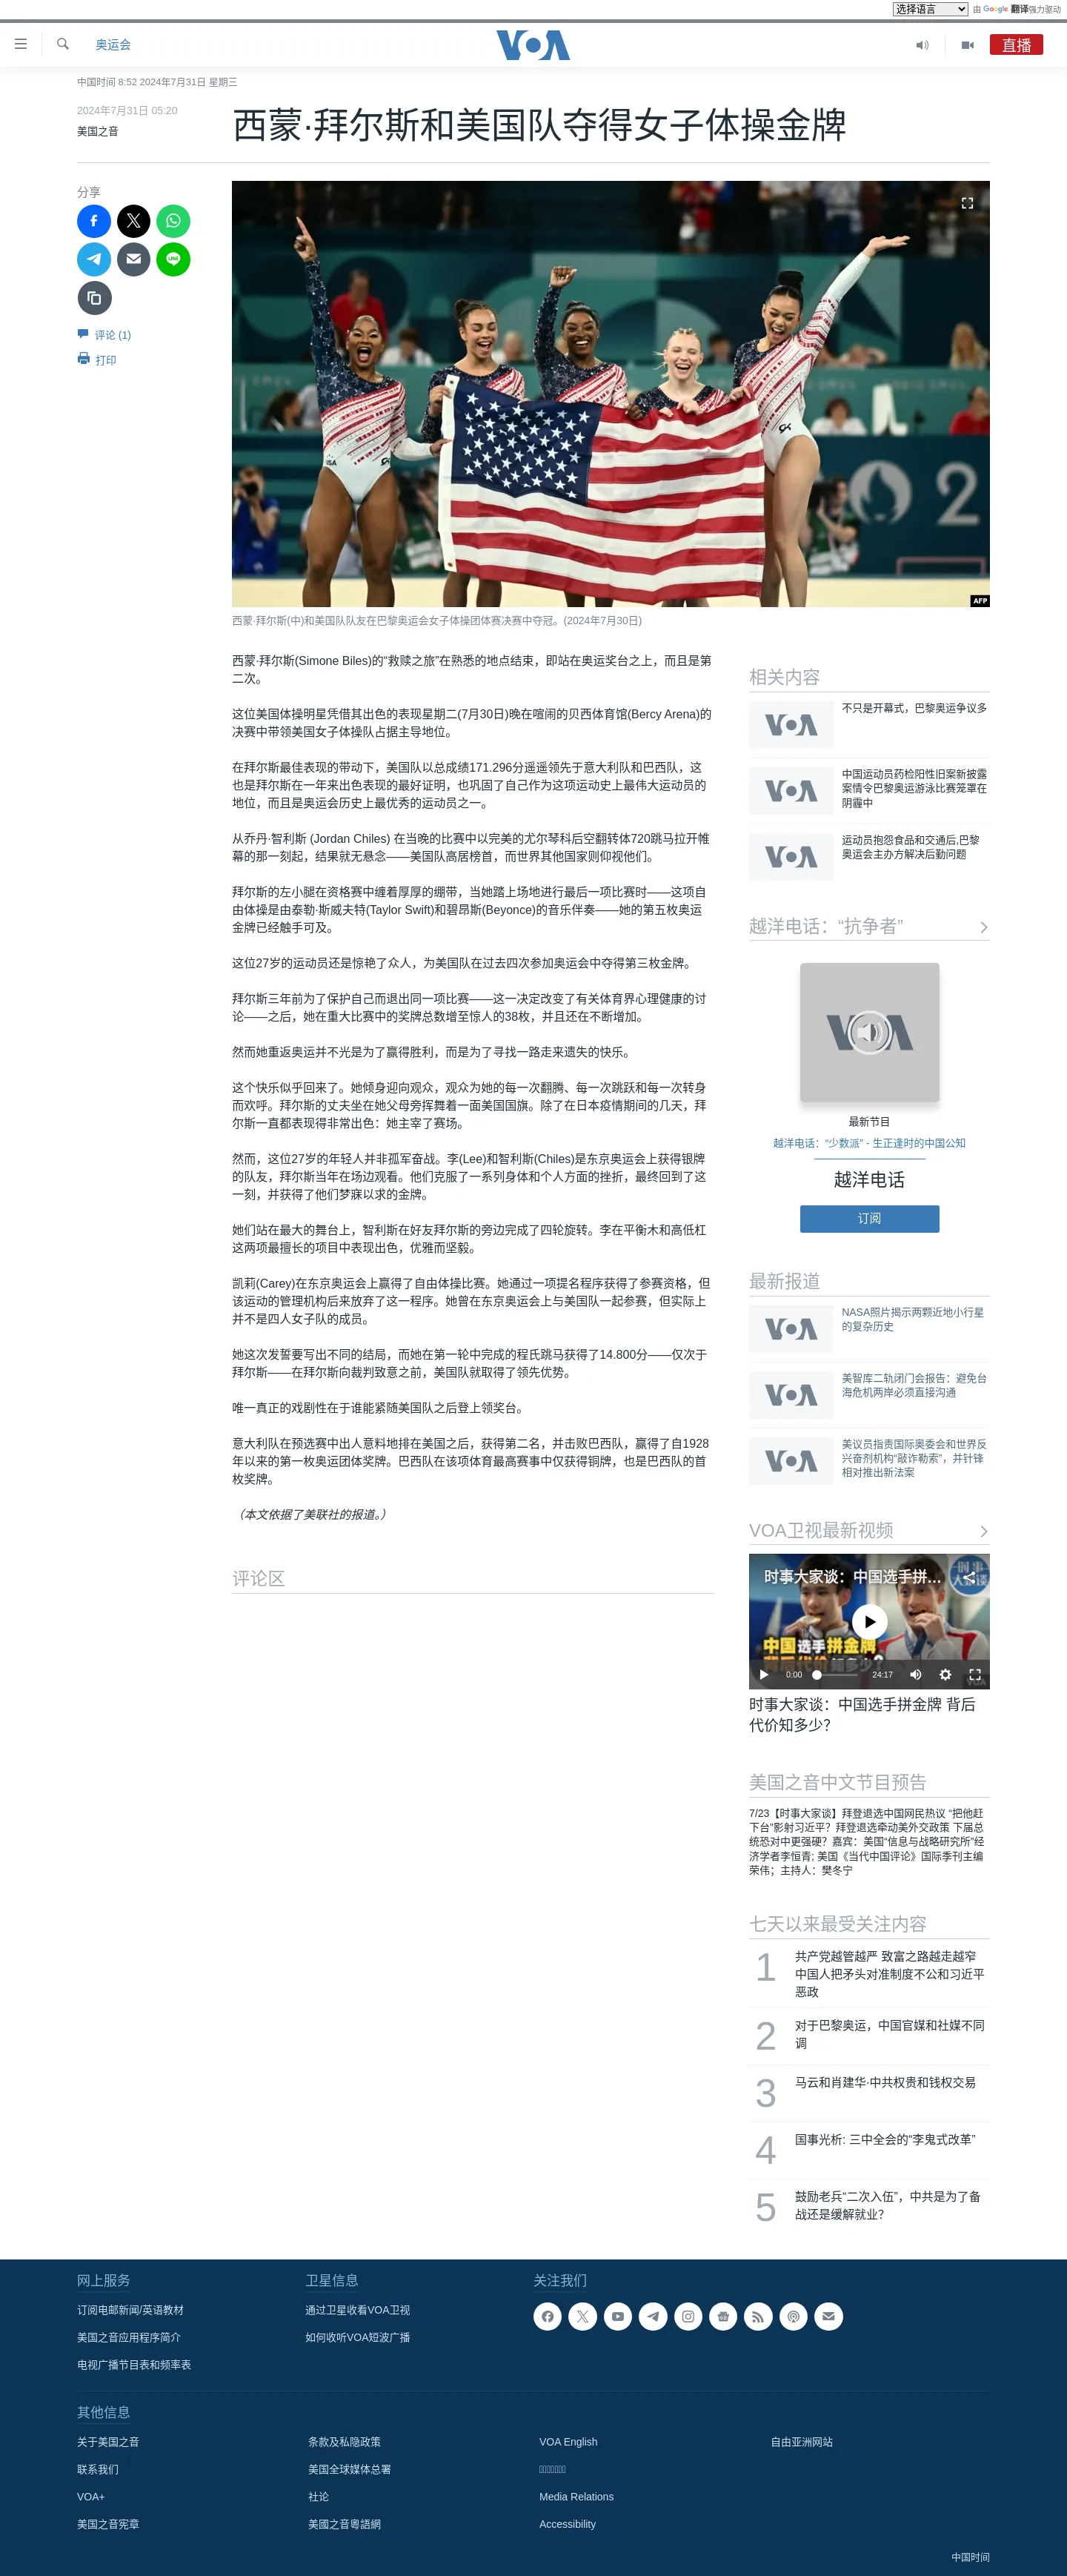 选择语言
由 Google 翻译强力驱动
奥运会
VOA
直播
中国时间 8:52 2024年7月31日 星期三
2024年7月31日 05:20
美国之音
西蒙·拜尔斯和美国队夺得女子体操金牌
分享
评论 (1)
打印
AFP
西蒙·拜尔斯(中)和美国队队友在巴黎奥运会女子体操团体赛决赛中夺冠。(2024年7月30日)
西蒙·拜尔斯(Simone Biles)的“救赎之旅”在熟悉的地点结束，即站在奥运奖台之上，而且是第
二次。
这位美国体操明星凭借其出色的表现星期二(7月30日)晚在喧闹的贝西体育馆(Bercy Arena)的
决赛中带领美国女子体操队占据主导地位。
在拜尔斯最佳表现的带动下，美国队以总成绩171.296分遥遥领先于意大利队和巴西队，这
也是拜尔斯在一年来出色表现的最好证明，也巩固了自己作为这项运动史上最伟大运动员的
地位，而且是奥运会历史上最优秀的运动员之一。
从乔丹·智利斯 (Jordan Chiles) 在当晚的比赛中以完美的尤尔琴科后空翻转体720跳马拉开帷
幕的那一刻起，结果就无悬念——美国队高居榜首，而世界其他国家则仰视他们。
拜尔斯的左小腿在资格赛中缠着厚厚的绷带，当她踏上场地进行最后一项比赛时——这项自
由体操是由泰勒·斯威夫特(Taylor Swift)和碧昂斯(Beyonce)的音乐伴奏——她的第五枚奥运
金牌已经触手可及。
这位27岁的运动员还是惊艳了众人，为美国队在过去四次参加奥运会中夺得第三枚金牌。
拜尔斯三年前为了保护自己而退出同一项比赛——这一决定改变了有关体育界心理健康的讨
论——之后，她在重大比赛中的奖牌总数增至惊人的38枚，并且还在不断增加。
然而她重返奥运并不光是为了赢得胜利，而是为了寻找一路走来遗失的快乐。
这个快乐似乎回来了。她倾身迎向观众，观众为她的每一次翻腾、每一次跳跃和每一次转身
而欢呼。拜尔斯的丈夫坐在她父母旁挥舞着一面美国国旗。除了在日本疫情期间的几天，拜
尔斯一直都表现得非常出色：她主宰了赛场。
然而，这位27岁的年轻人并非孤军奋战。李(Lee)和智利斯(Chiles)是东京奥运会上获得银牌
的队友，拜尔斯当年在场边观看。他们克服了一系列身体和个人方面的挫折，最终回到了这
一刻，并获得了他们梦寐以求的金牌。
她们站在最大的舞台上，智利斯在好友拜尔斯的旁边完成了四轮旋转。李在平衡木和高低杠
这两项最擅长的项目中表现出色，优雅而坚毅。
凯莉(Carey)在东京奥运会上赢得了自由体操比赛。她通过一项提名程序获得了参赛资格，但
该运动的管理机构后来放弃了这一程序。她曾在东京奥运会上与美国队一起参赛，但实际上
并不是四人女子队的成员。
她这次发誓要写出不同的结局，而她在第一轮中完成的程氏跳马获得了14.800分——仅次于
拜尔斯——在拜尔斯向裁判致意之前，美国队就取得了领先优势。
唯一真正的戏剧性在于谁能紧随美国队之后登上领奖台。
意大利队在预选赛中出人意料地排在美国之后，获得第二名，并击败巴西队，赢得了自1928
年以来的第一枚奥运团体奖牌。巴西队在该项体育最高赛事中仅获得铜牌，也是巴西队的首
枚奖牌。
（本文依据了美联社的报道。）
评论区
相关内容
VOA
不只是开幕式，巴黎奥运争议多
VOA
中国运动员药检阳性旧案新披露
案情令巴黎奥运游泳比赛笼罩在
阴霾中
VOA
运动员抱怨食品和交通后,巴黎
奥运会主办方解决后勤问题
越洋电话：“抗争者”
VOA
最新节目
越洋电话：“少数派” - 生正逢时的中国公知
越洋电话
订阅
最新报道
VOA
NASA照片揭示两颗近地小行星
的复杂历史
VOA
美智库二轨闭门会报告：避免台
海危机两岸必须直接沟通
VOA
美议员指责国际奥委会和世界反
兴奋剂机构“敲诈勒索”，并针锋
相对推出新法案
VOA卫视最新视频
时事大家谈：中国选手拼...
时事
大家谈
中国选手拼金牌
背后代价知多少?
0:00
24:17
时事大家谈：中国选手拼金牌 背后
代价知多少？
美国之音中文节目预告
7/23【时事大家谈】拜登退选中国网民热议 “把他赶
下台”影射习近平？拜登退选牵动美外交政策 下届总
统恐对中更强硬？嘉宾：美国“信息与战略研究所”经
济学者李恒青; 美国《当代中国评论》国际季刊主编
荣伟；主持人：樊冬宁
七天以来最受关注内容
1
共产党越管越严 致富之路越走越窄
中国人把矛头对准制度不公和习近平
恶政
2
对于巴黎奥运，中国官媒和社媒不同
调
3
马云和肖建华·中共权贵和钱权交易
4
国事光析: 三中全会的“李鬼式改革”
5
鼓励老兵“二次入伍”，中共是为了备
战还是缓解就业？
网上服务
订阅电邮新闻/英语教材
美国之音应用程序简介
电视广播节目表和频率表
卫星信息
通过卫星收看VOA卫视
如何收听VOA短波广播
关注我们
其他信息
关于美国之音
联系我们
VOA+
美国之音宪章
条款及私隐政策
美国全球媒体总署
社论
美國之音粵語網
VOA English
Media Relations
Accessibility
自由亚洲网站
中国时间